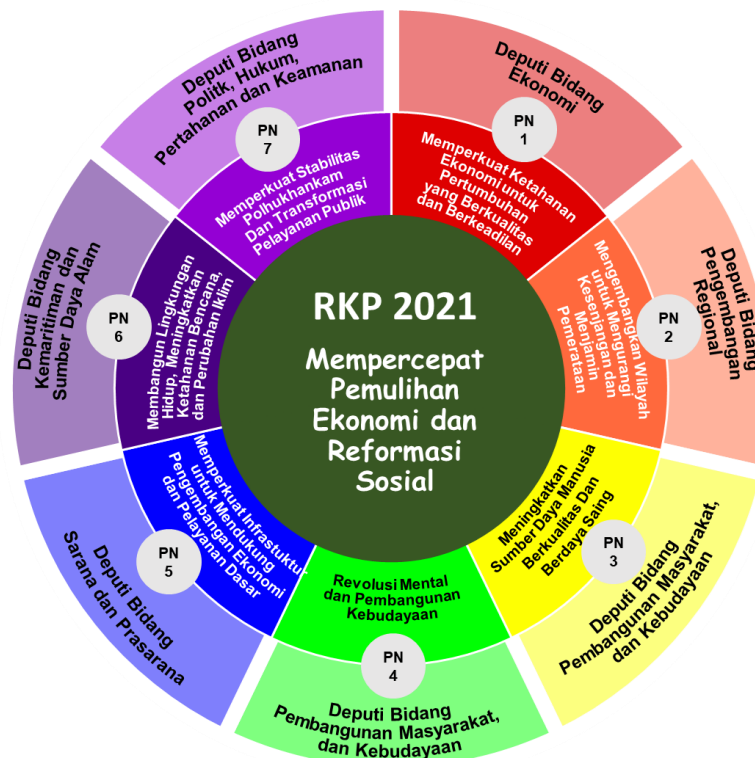 RKP 2021
Mempercepat
Pemulihan
Ekonomi dan
Reformasi
Sosial
Deputi Bidang
Ekonomi
PN
1
Memperkuat Ketahanan
Ekonomi untuk
Pertumbuhan
yang Berkualitas
dan Berkeadilan
Deputi Bidang
Pengembangan
Regional
PN
2
Mengembangkan Wilayah
untuk Mengurangi
Kesenjangan dan
Menjamin
Pemerataan
Deputi Bidang
Pembangunan Masyarakat,
dan Kebudayaan
PN
3
Meningkatkan
Sumber Daya Manusia
Berkualitas Dan
Berdaya Saing
Deputi Bidang
Pembangunan Masyarakat,
dan Kebudayaan
PN
4
Revolusi Mental
dan Pembangunan
Kebudayaan
Deputi Bidang
Sarana dan Prasarana
PN
5
Memperkuat Infrastuktur
untuk Mendukung
Pengembangan Ekonomi
dan Pelayanan Dasar
Deputi Bidang
Kemaritiman dan
Sumber Daya Alam
PN
6
Membangun Lingkungan
Hidup, Meningkatkan
Ketahanan Bencana,
dan Perubahan Iklim
Deputi Bidang
Politk, Hukum,
Pertahanan dan Keamanan
PN
7
Memperkuat Stabilitas
Polhukhankam
Dan Transformasi
Pelayanan Publik